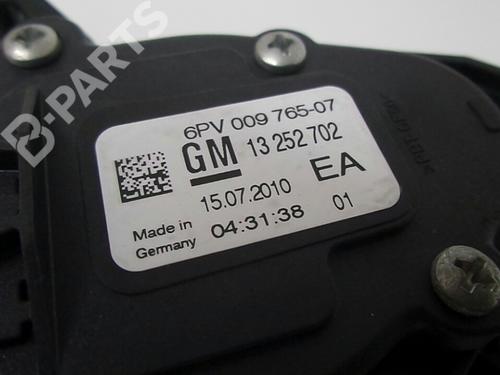 B-PARTS
6PV 009 765-07
GM 13 252 702
15.07.2010 EA
Made in
Germany
04:31:38 01